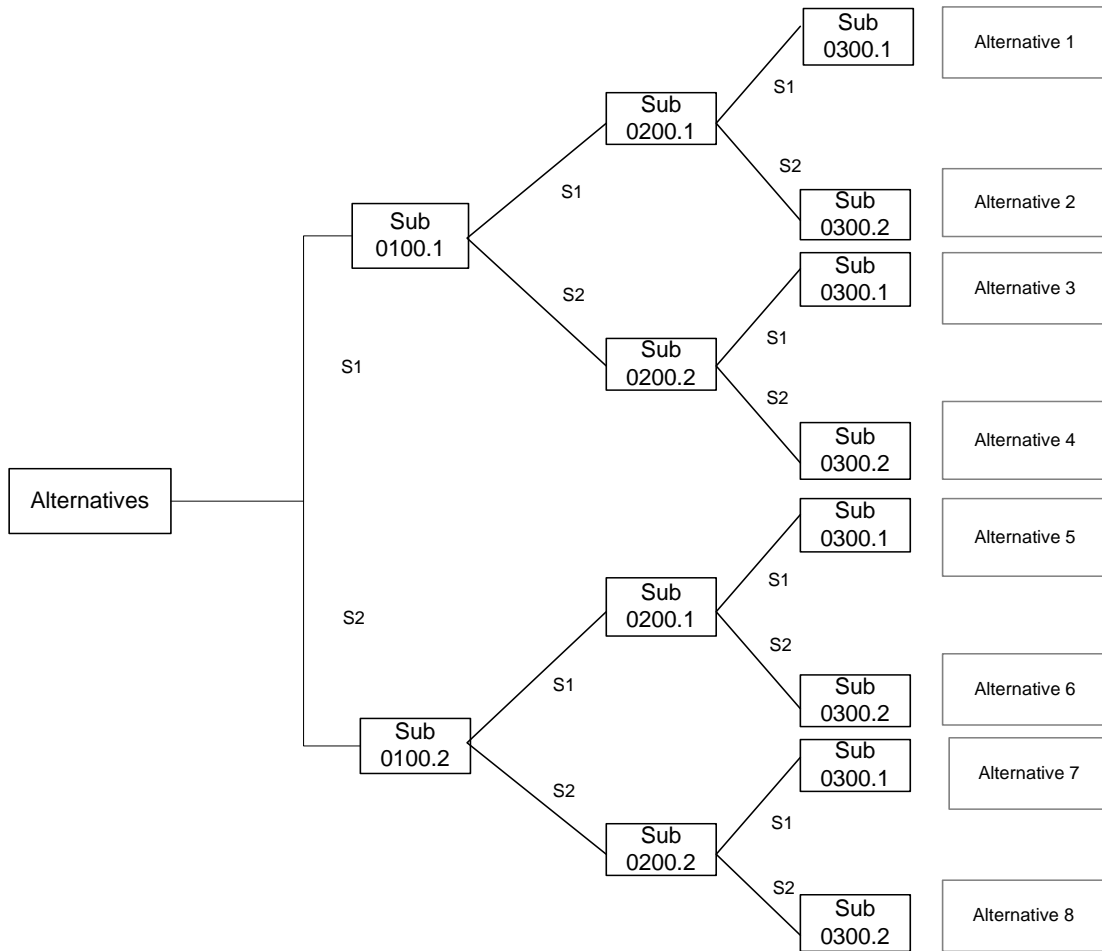 Sub
0300.1
Alternative 1
S1
Sub
0200.1
S2
S1
Sub
0300.2
Alternative 2
Sub
0100.1
Sub
0300.1
Alternative 3
S2
S1
Sub
0200.2
S1
S2
Sub
0300.2
Alternative 4
Alternatives
Sub
0300.1
Alternative 5
S1
Sub
0200.1
S2
S2
S1
Sub
0300.2
Alternative 6
Sub
0100.2
Sub
0300.1
Alternative 7
S2
S1
Sub
0200.2
S2
Sub
0300.2
Alternative 8